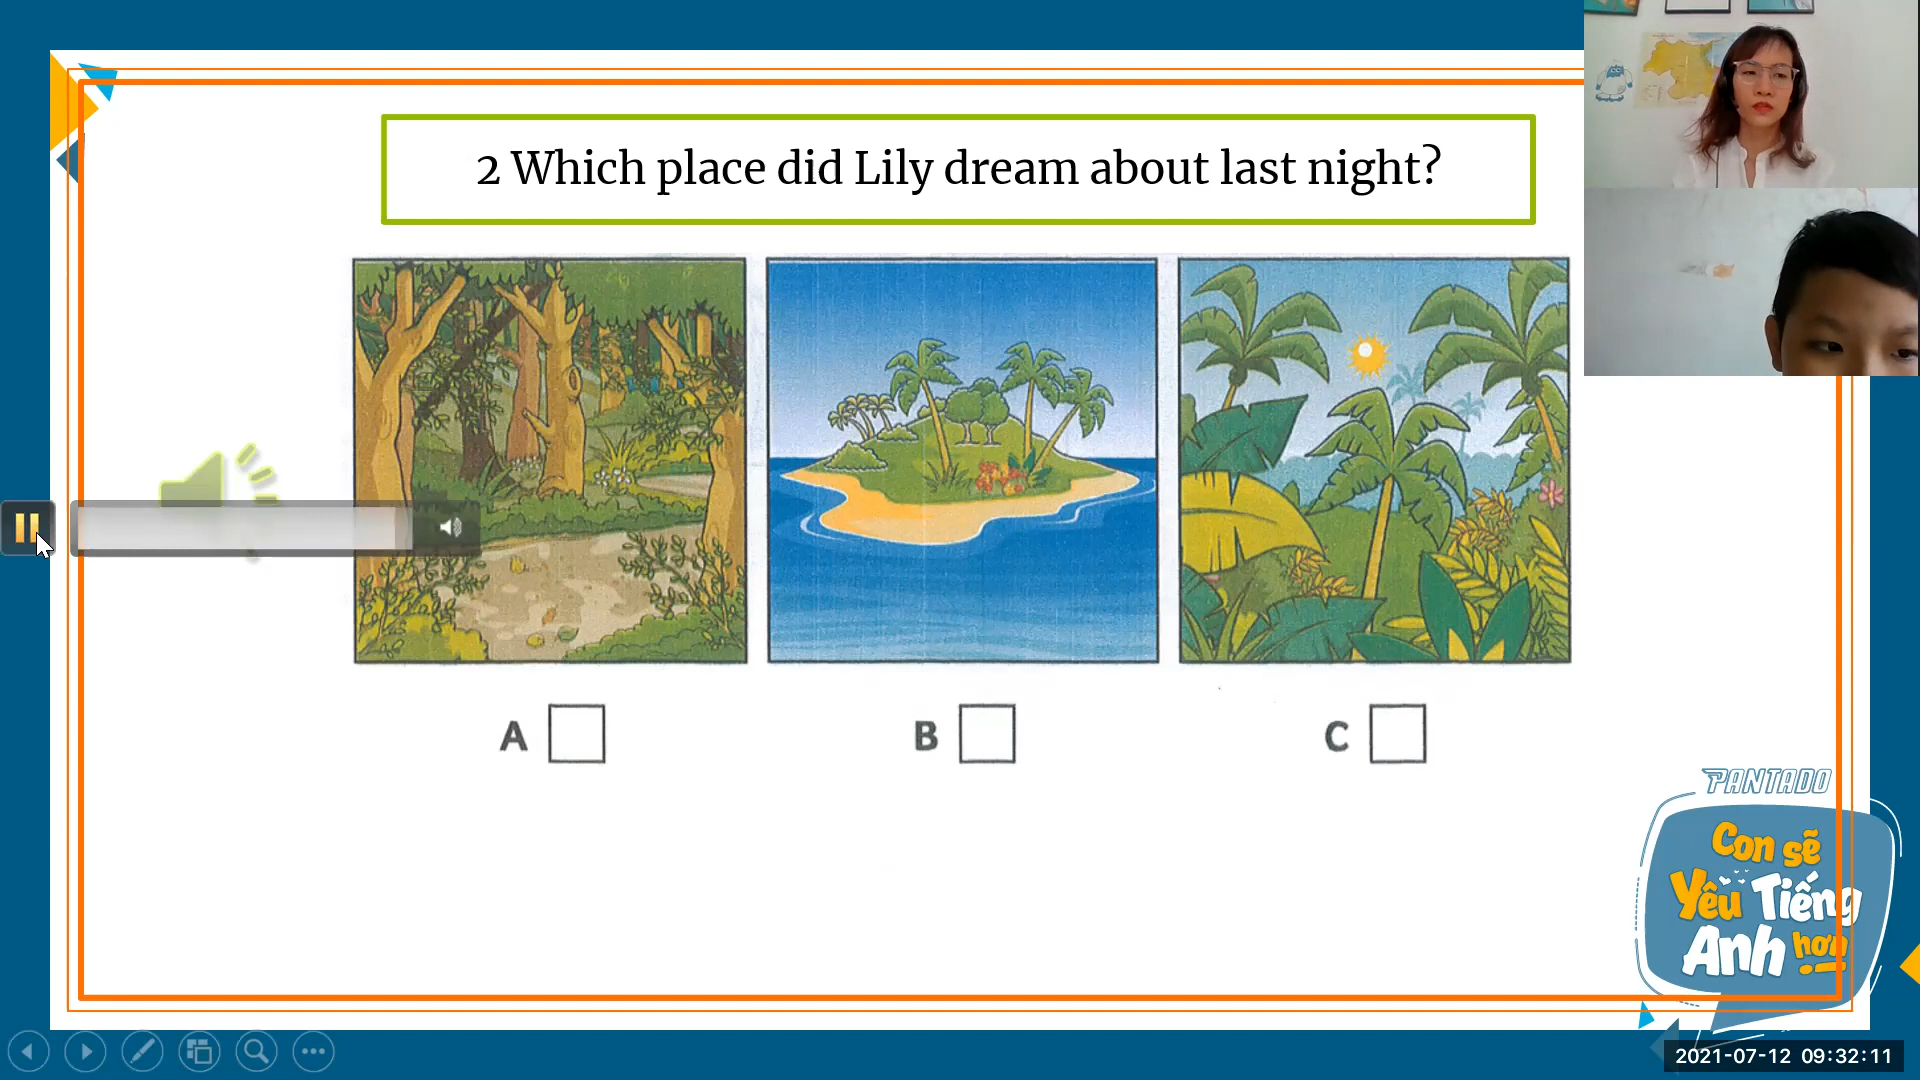 2 Which place did Lily dream about last night?
A
B
C
PANTADO
Con sẽ
Yêu Tiếng
Anh hơn
2021-07-12 09:32:11